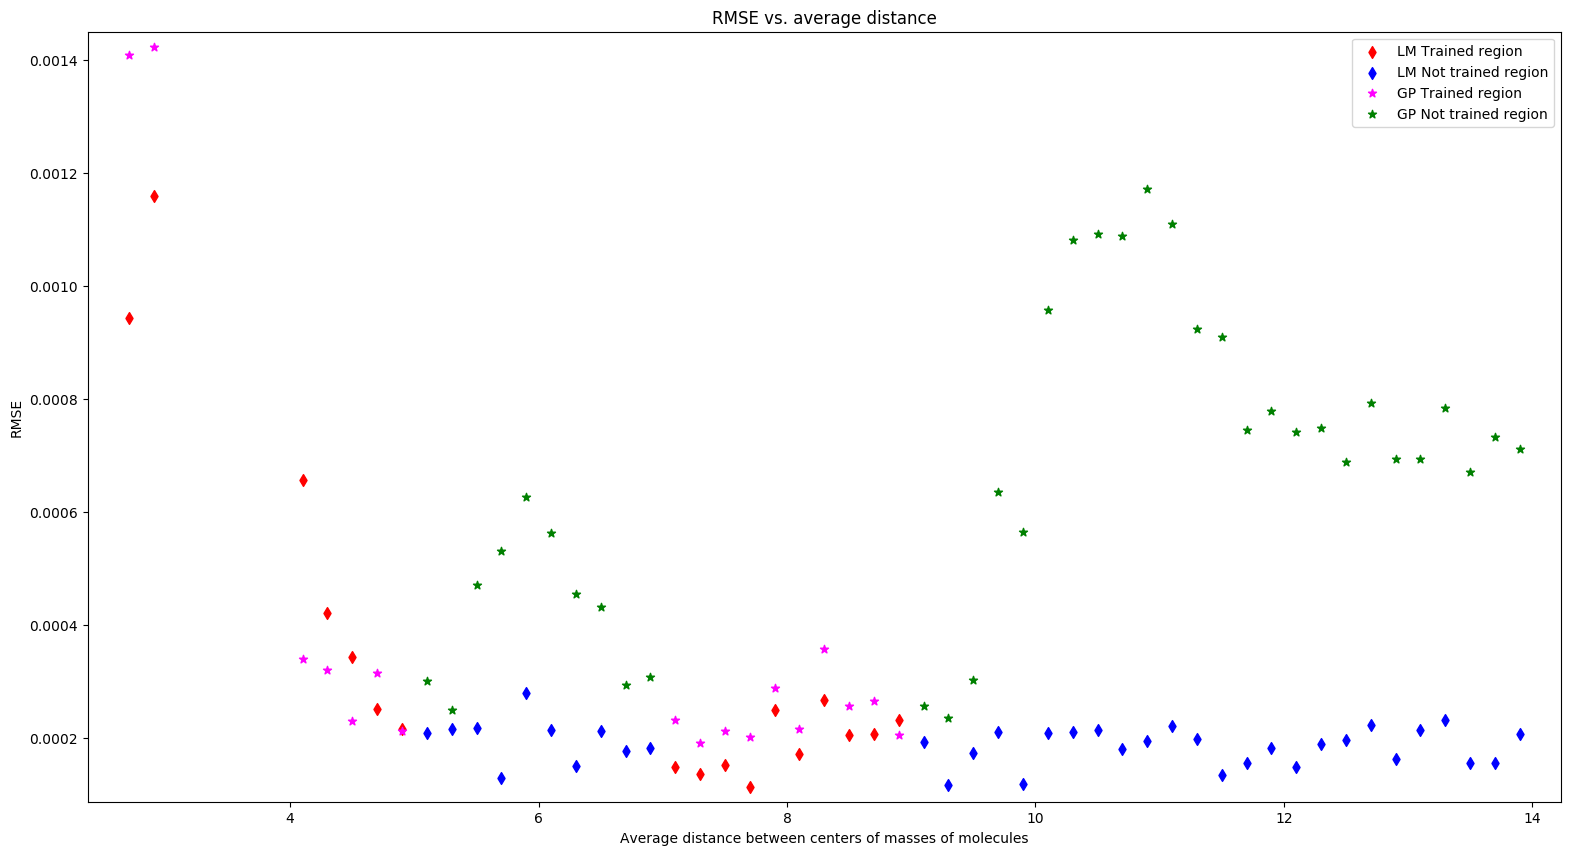 RMSE vs. average distance
LM Trained region
LM Not trained region
GP Trained region
GP Not trained region
0.0014
0.0012
0.0010
0.0008
0.0006
0.0004
0.0002
RMSE
4
6
8
10
12
14
Average distance between centers of masses of molecules